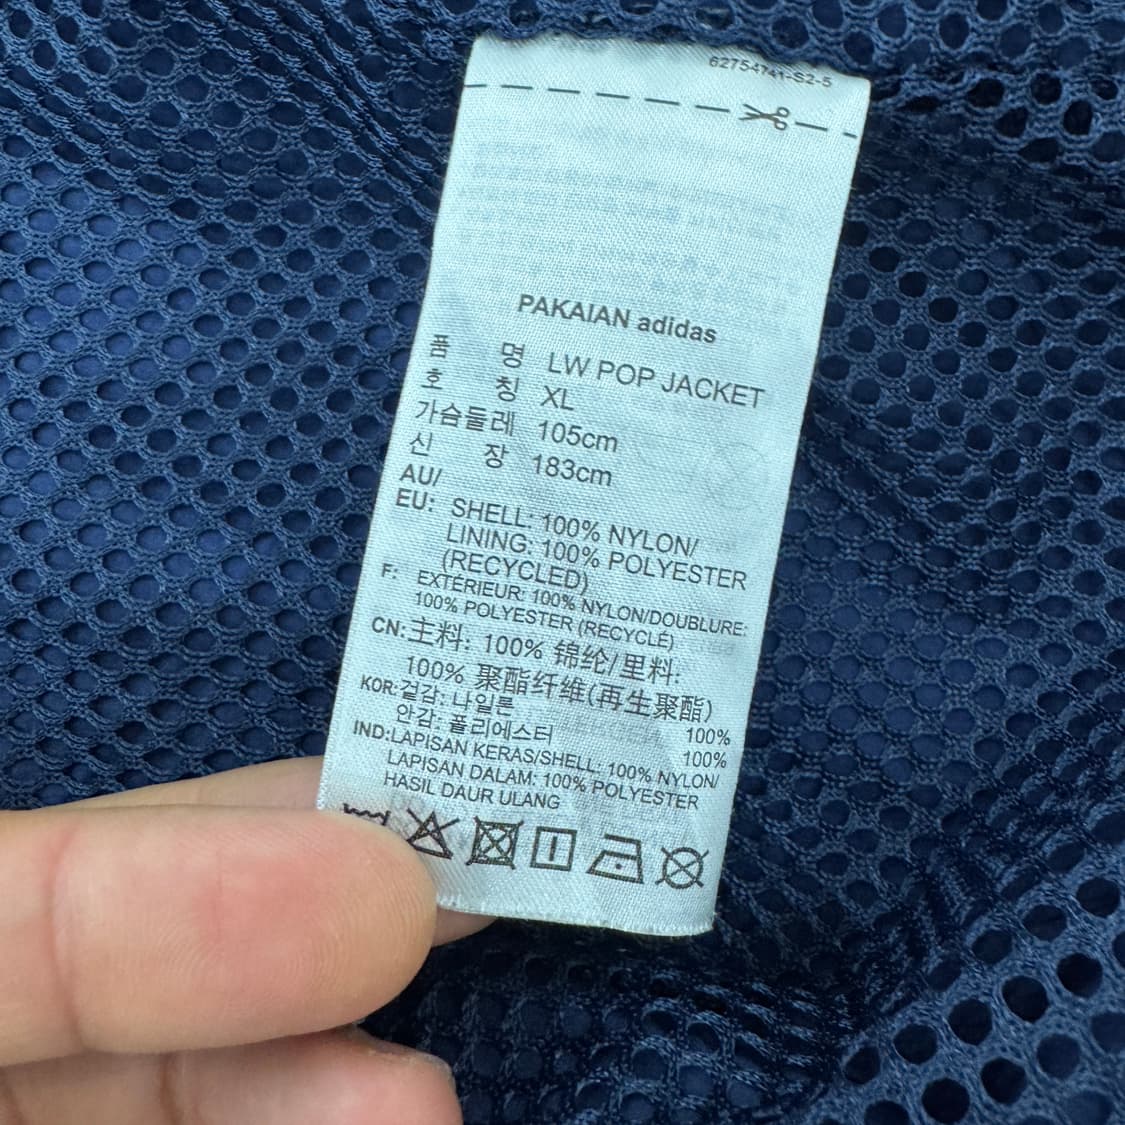 62754741-S2-5
PAKAIAN adidas
품 명 LW POP JACKET
호 칭 XL
가슴둘레 105cm
신 장 183cm
AU/
EU: SHELL: 100% NYLON/
LINING: 100% POLYESTER
(RECYCLED)
F: EXTÉRIEUR: 100% NYLON/DOUBLURE:
100% POLYESTER (RECYCLÉ)
CN:主料: 100% 锦纶/里料:
100% 聚酯纤维(再生聚酯)
KOR:겉감: 나일론 100%
안감: 폴리에스터 100%
IND:LAPISAN KERAS/SHELL: 100% NYLON/
LAPISAN DALAM: 100% POLYESTER
HASIL DAUR ULANG